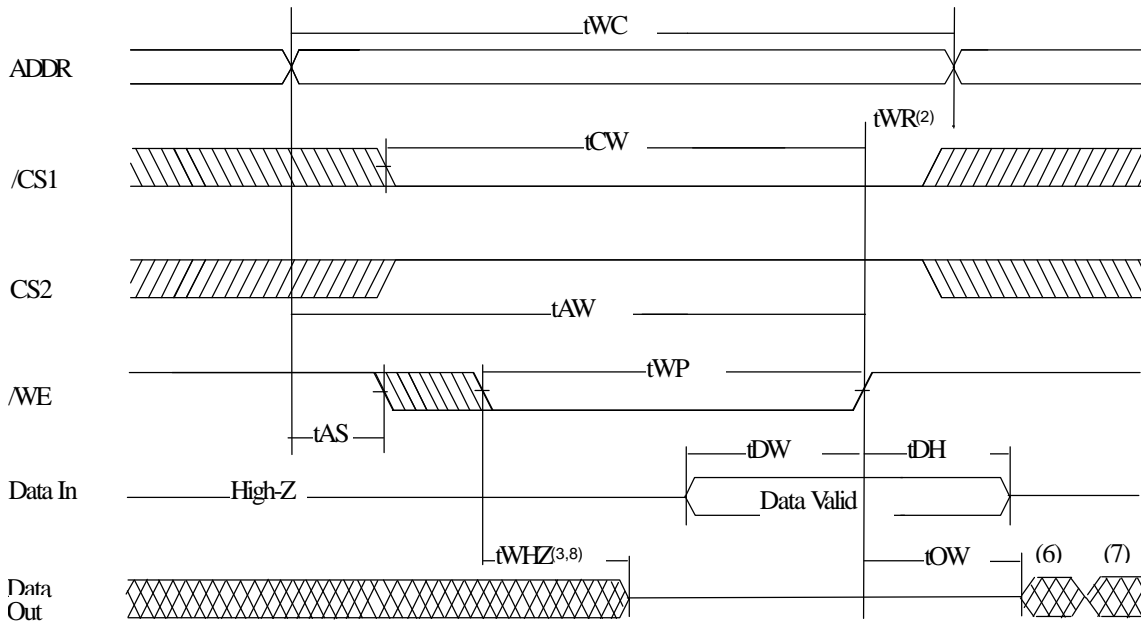 tWC
ADDR
tWR(2)
tCW
/CS1
CS2
tAW
tWP
/WE
tAS
tDW
tDH
Data In
High-Z
Data Valid
tWHZ(3,8)
tOW
(6)
(7)
Data
Out